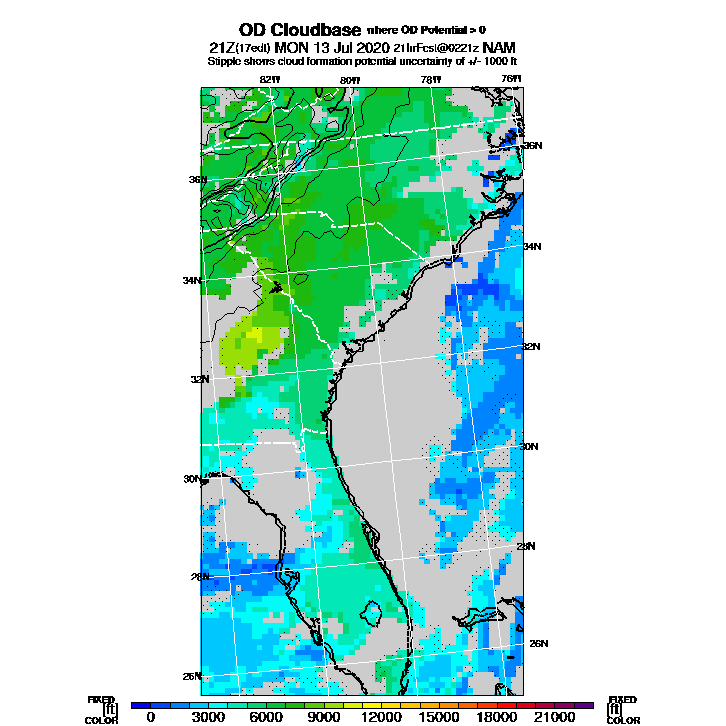 OD Cloudbase where OD Potential > 0
21Z(17edt) MON 13 Jul 2020 21hrFcst@0221z NAM
Stipple shows cloud formation potential uncertainty of +/- 1000 ft
82W 80W 78W 76W
36N
36N
34N
34N
32N
32N
30N
30N
28N
28N
26N
26N
FIXED FIXED
[ft] [ft]
COLOR COLOR
0 3000 6000 9000 12000 15000 18000 21000